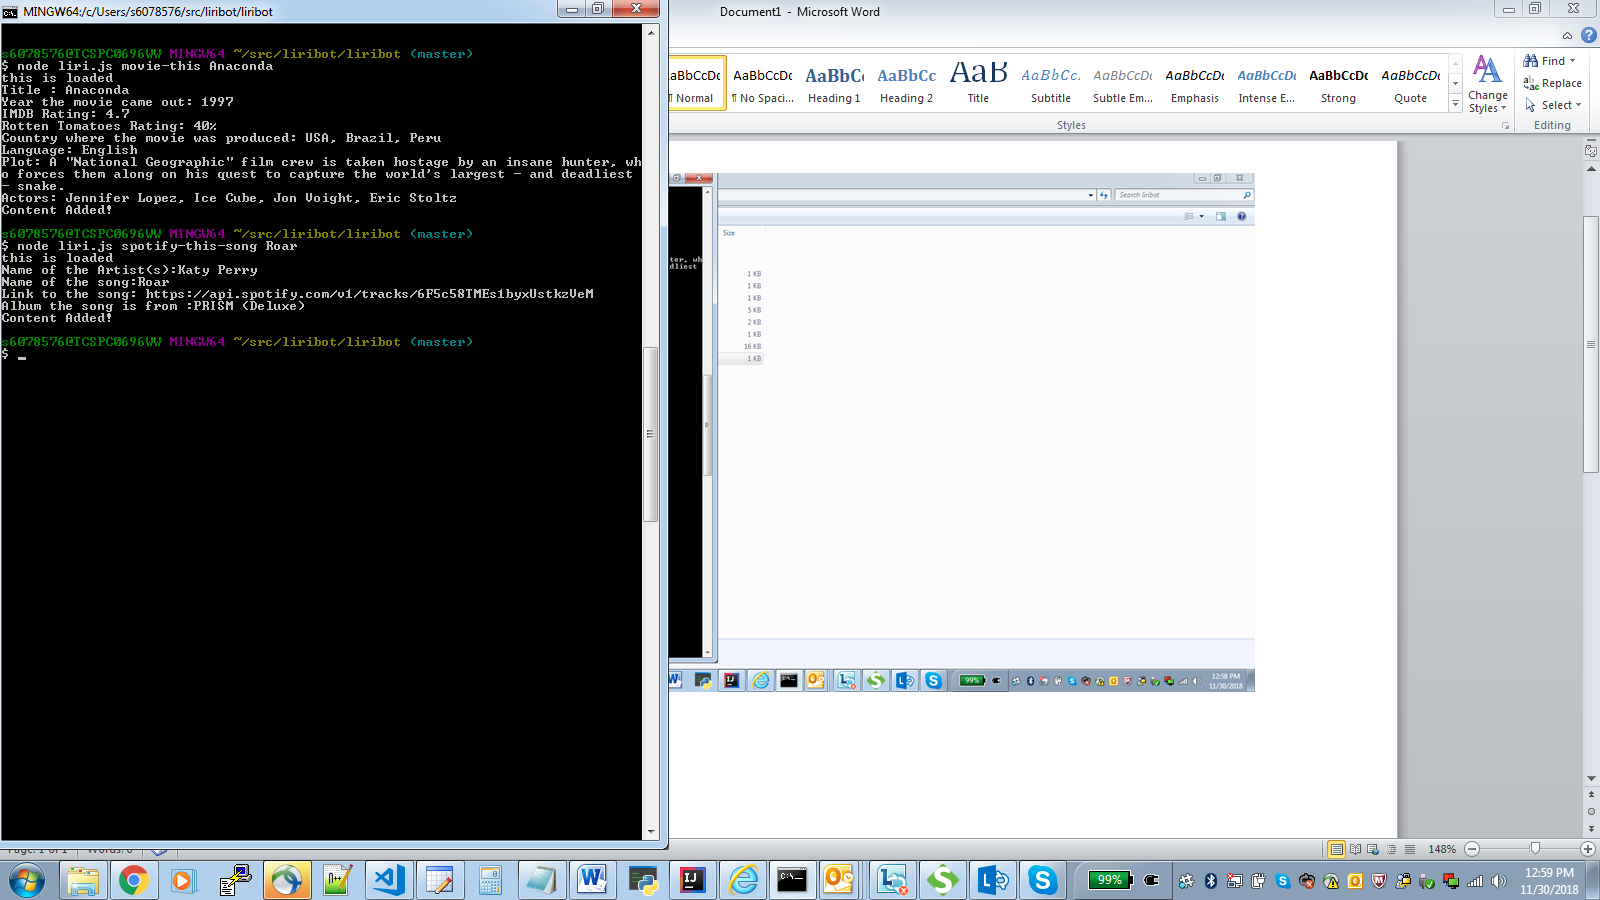 MINGW64:/c/Users/s6078576/src/liribot/liribot
s6078576@TCSPC0696WW MINGW64 ~/src/liribot/liribot (master)
$ node liri.js movie-this Anaconda
this is loaded
Title : Anaconda
Year the movie came out: 1997
IMDB Rating: 4.7
Rotten Tomatoes Rating: 40%
Country where the movie was produced: USA, Brazil, Peru
Language: English
Plot: A "National Geographic" film crew is taken hostage by an insane hunter, wh
o forces them along on his quest to capture the world's largest - and deadliest
- snake.
Actors: Jennifer Lopez, Ice Cube, Jon Voight, Eric Stoltz
Content Added!
s6078576@TCSPC0696WW MINGW64 ~/src/liribot/liribot (master)
$ node liri.js spotify-this-song Roar
this is loaded
Name of the Artist(s):Katy Perry
Name of the song:Roar
Link to the song: https://api.spotify.com/v1/tracks/6F5c58TMEs1byxUstkzVeM
Album the song is from :PRISM (Deluxe)
Content Added!
s6078576@TCSPC0696WW MINGW64 ~/src/liribot/liribot (master)
$ _
Document1 - Microsoft Word
AaBbCcDc AaBbCcDc AaBbC AaBbCc AaB AaBbCc. AaBbCcDc AaBbCcDc AaBbCcDc AaBbCcDc AaBbCcDc
¶ Normal ¶ No Spaci... Heading 1 Heading 2 Title Subtitle Subtle Em... Emphasis Intense E... Strong Quote
Change
Styles
Styles
Find
Replace
Select
Editing
Search liribot
Size
ter, wh
dliest
1 KB
1 KB
1 KB
5 KB
2 KB
1 KB
16 KB
1 KB
99%
12:58 PM
11/30/2018
Page: 1 of 1 Words: 0
148%
99%
12:59 PM
11/30/2018